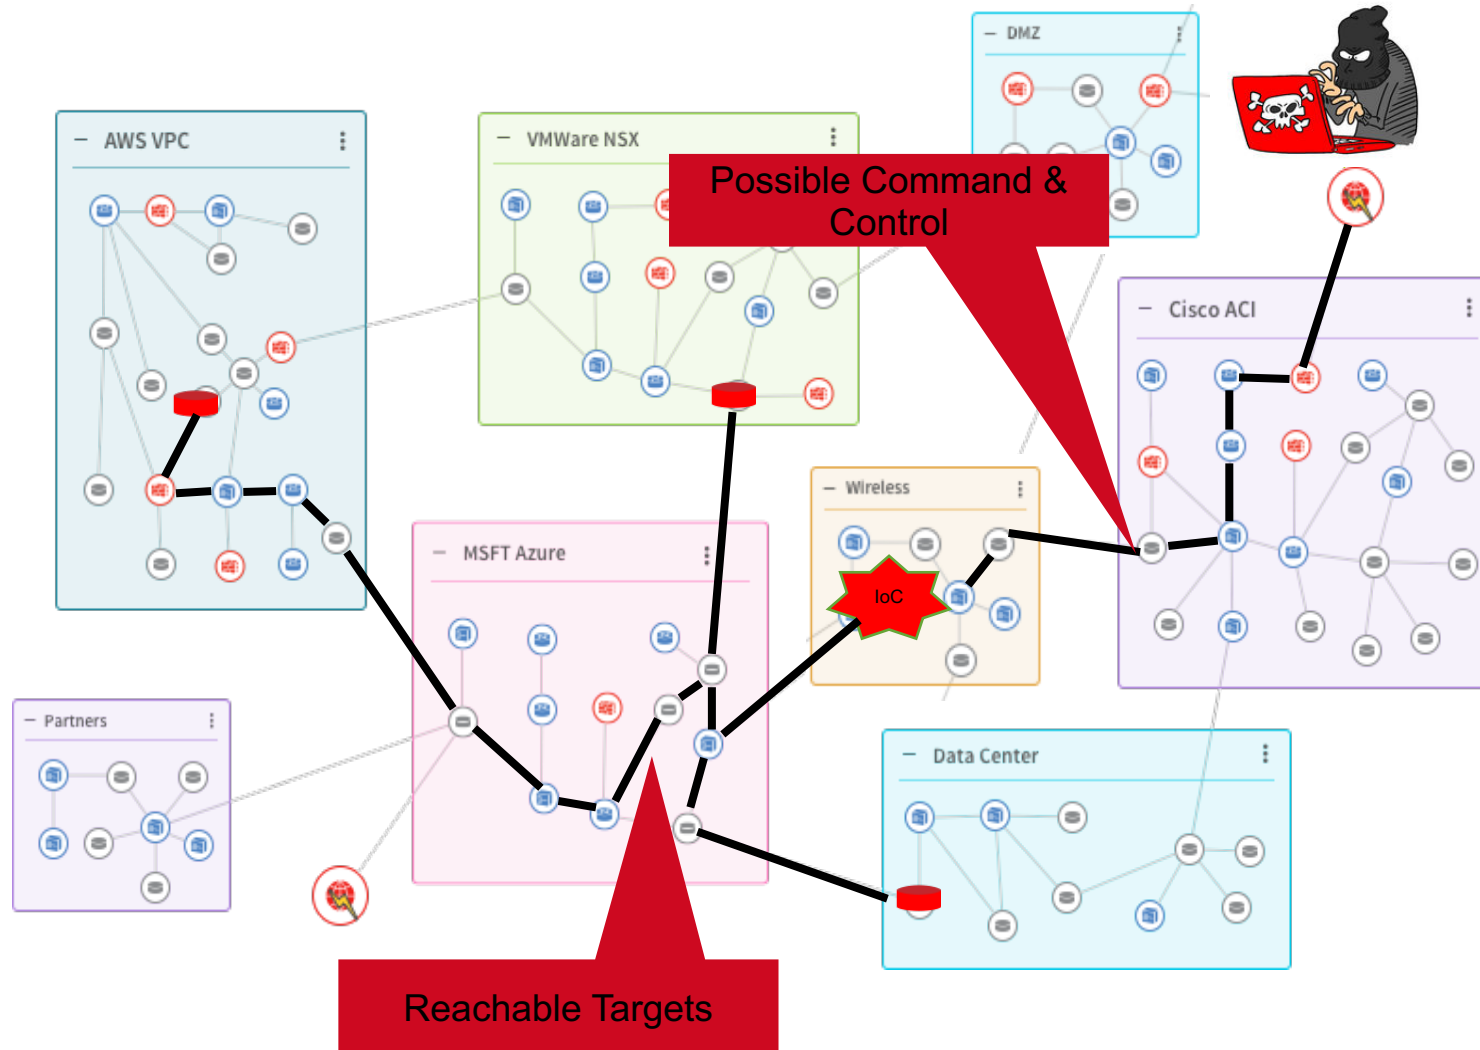 DMZ
AWS VPC
VMWare NSX
Possible Command &
Control
Cisco ACI
Wireless
MSFT Azure
IoC
Partners
Data Center
Reachable Targets